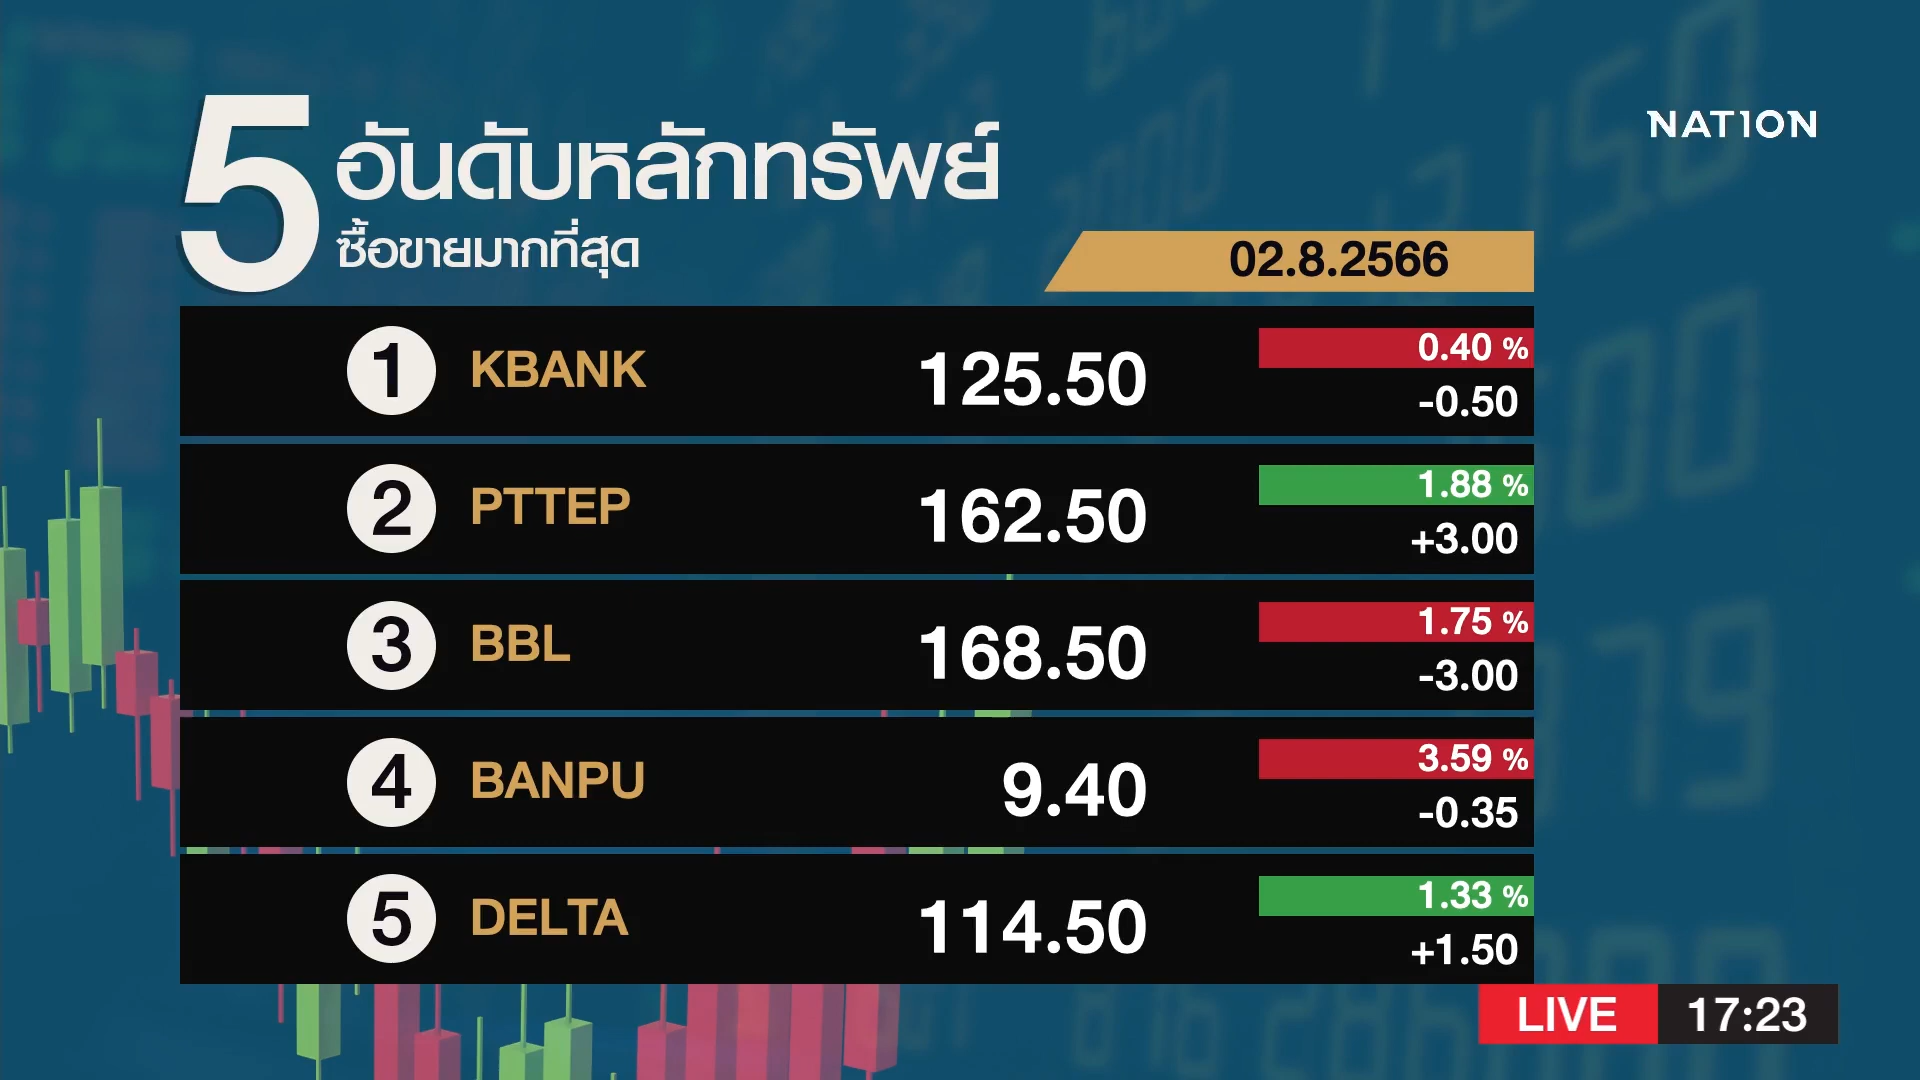 5 อันดับหลักทรัพย์
ซื้อขายมากที่สุด
NATION
02.8.2566
1 KBANK 125.50 0.40 %
-0.50
2 PTTEP 162.50 1.88 %
+3.00
3 BBL 168.50 1.75 %
-3.00
4 BANPU 9.40 3.59 %
-0.35
5 DELTA 114.50 1.33 %
+1.50
LIVE 17:23